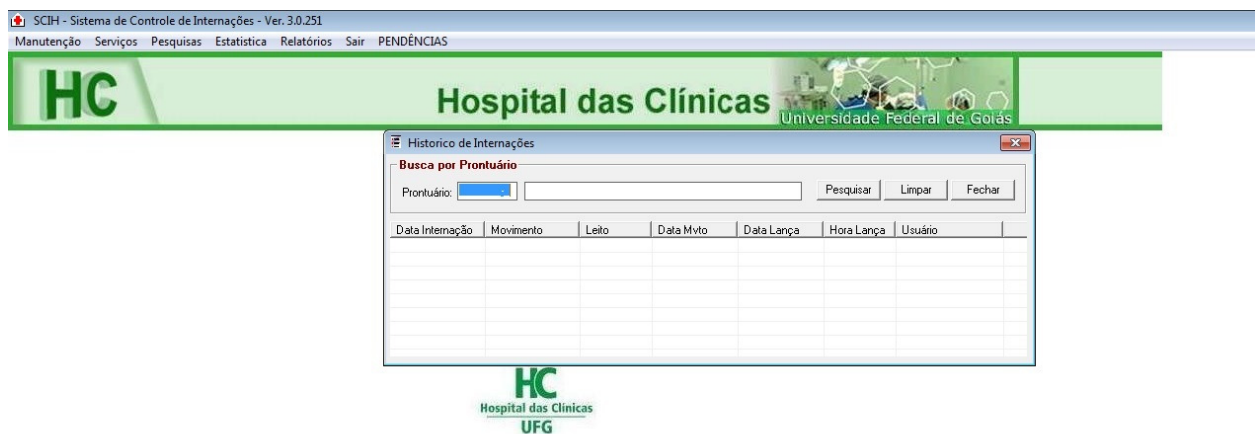 SCIH - Sistema de Controle de Internações - Ver. 3.0.251
Manutenção Serviços Pesquisas Estatistica Relatórios Sair PENDÊNCIAS
HC Hospital das Clínicas
Universidade Federal de Goiás
Historico de Internações
Busca por Prontuário
Prontuário: Pesquisar Limpar Fechar
Data Internação Movimento Leito Data Mvto Data Lança Hora Lança Usuário
HC
Hospital das Clínicas
UFG